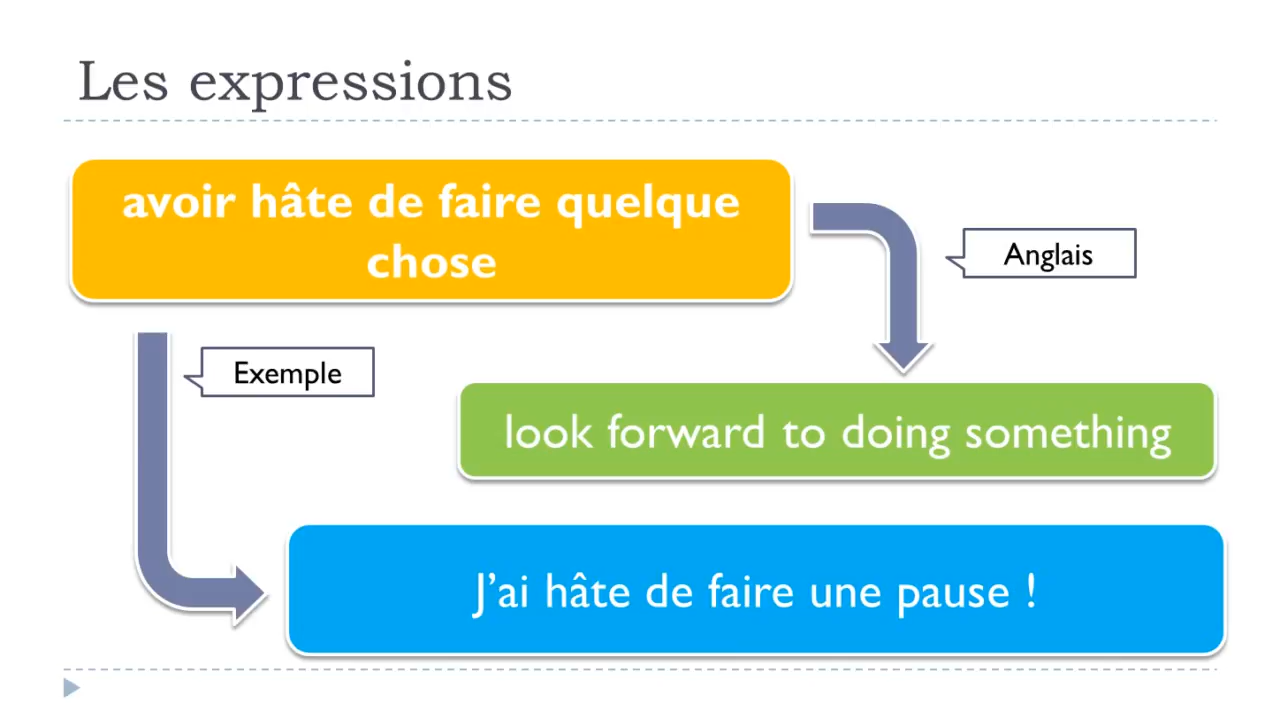 Les expressions
avoir hâte de faire quelque
chose
Anglais
Exemple
look forward to doing something
J’ai hâte de faire une pause !